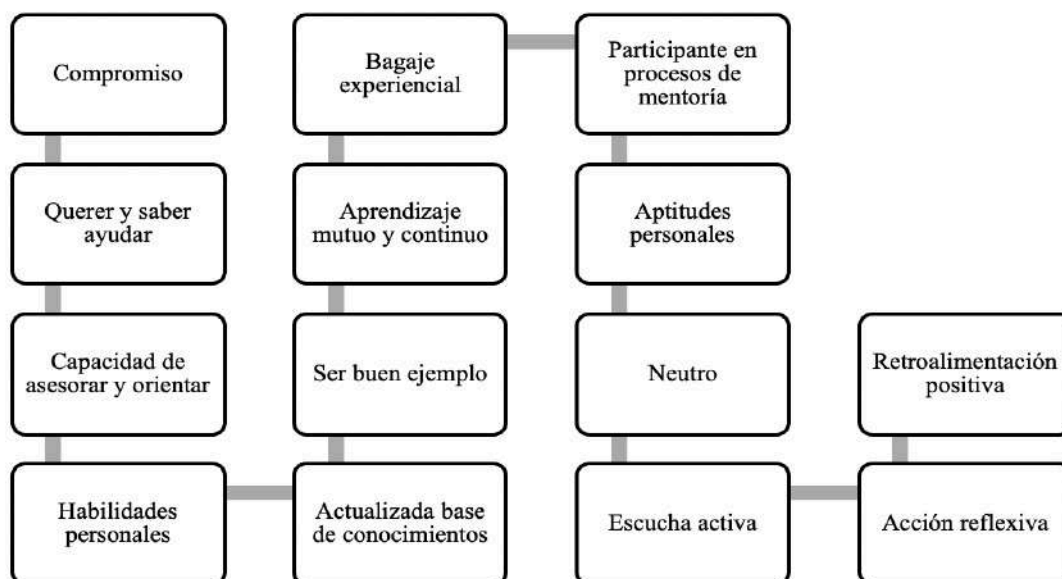 Compromiso
Querer y saber
ayudar
Capacidad de
asesorar y orientar
Habilidades
personales
Actualizada base
de conocimientos
Ser buen ejemplo
Aprendizaje
mutuo y continuo
Bagaje
experiencial
Participante en
procesos de
mentoría
Aptitudes
personales
Neutro
Escucha activa
Acción reflexiva
Retroalimentación
positiva